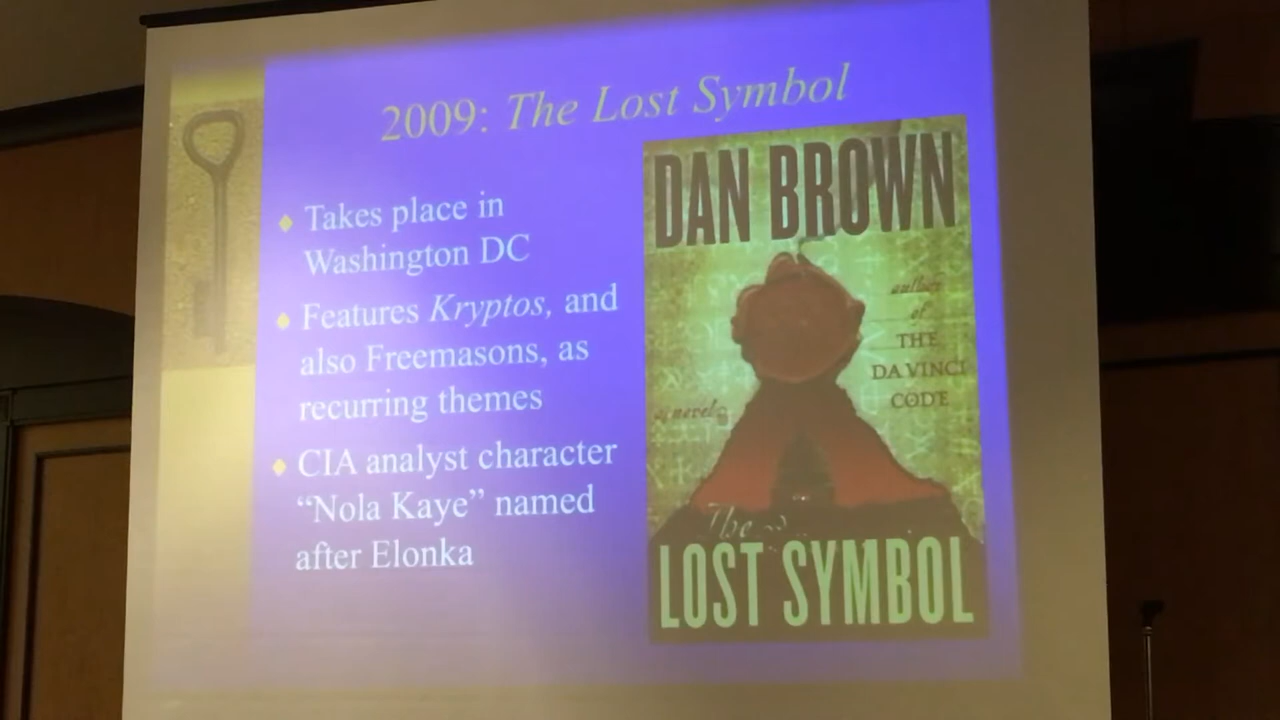 2009: The Lost Symbol
Takes place in
Washington DC
Features Kryptos, and
also Freemasons, as
recurring themes
CIA analyst character
“Nola Kaye” named
after Elonka
DAN BROWN
author
of
THE
DA VINCI
CODE
a novel
The
LOST SYMBOL